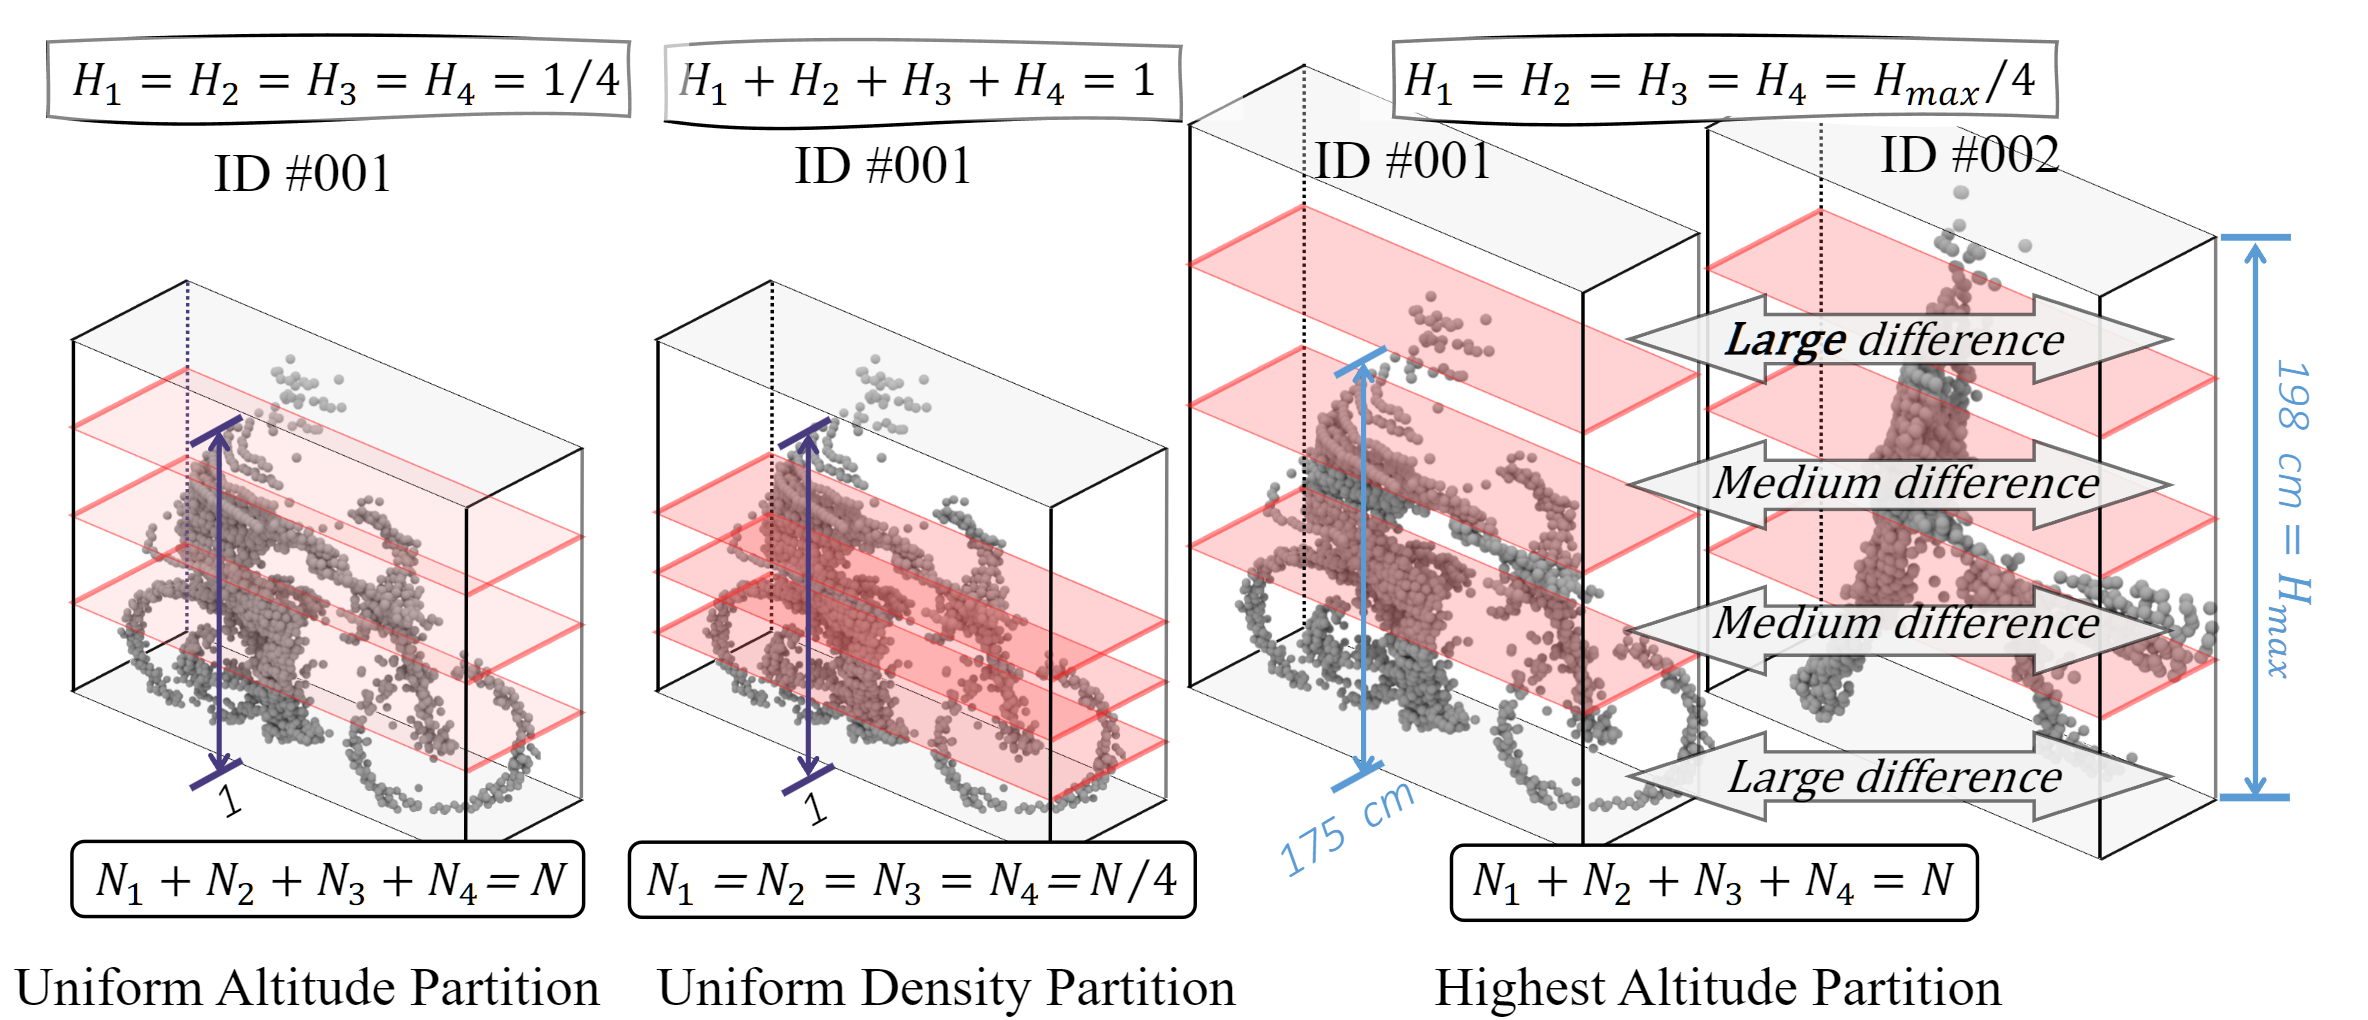 H₁ = H₂ = H₃ = H₄ = 1/4
H₁ + H₂ + H₃ + H₄ = 1
H₁ = H₂ = H₃ = H₄ = Hₘₐₓ/4
ID #001
ID #001
ID #001
ID #002
Large difference
Medium difference
Medium difference
Large difference
198 cm = Hₘₐₓ
1
1
175 cm
N₁ + N₂ + N₃ + N₄ = N
N₁ = N₂ = N₃ = N₄ = N/4
N₁ + N₂ + N₃ + N₄ = N
Uniform Altitude Partition
Uniform Density Partition
Highest Altitude Partition